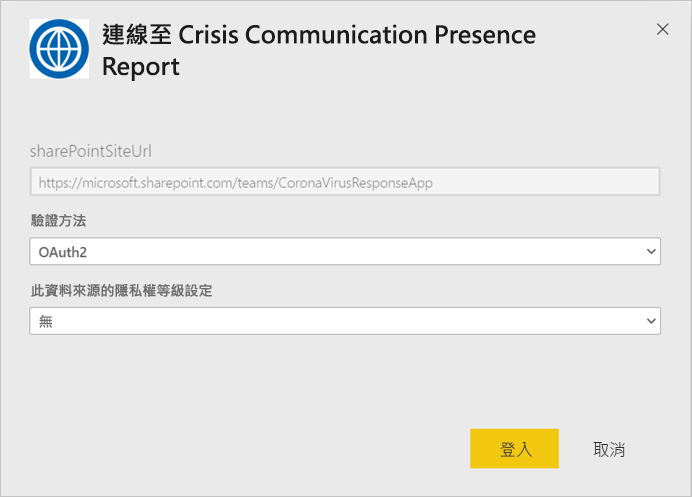 連線至 Crisis Communication Presence
Report
sharePointSiteUrl
https://microsoft.sharepoint.com/teams/CoronaVirusResponseApp
驗證方法
OAuth2
此資料來源的隱私權等級設定
無
登入
取消